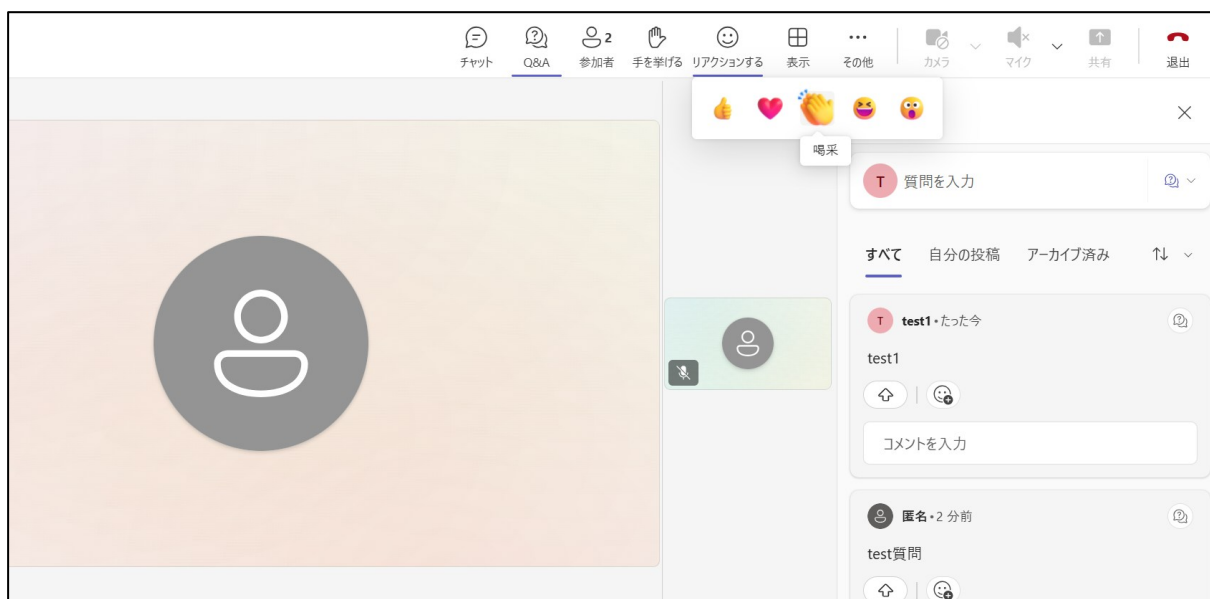 2
チャット
Q&A
参加者
手を挙げる
リアクションする
表示
その他
カメラ
マイク
共有
退出
喝采
T
質問を入力
すべて
自分の投稿
アーカイブ済み
T
test1・たった今
test1
コメントを入力
匿名・2 分前
test質問